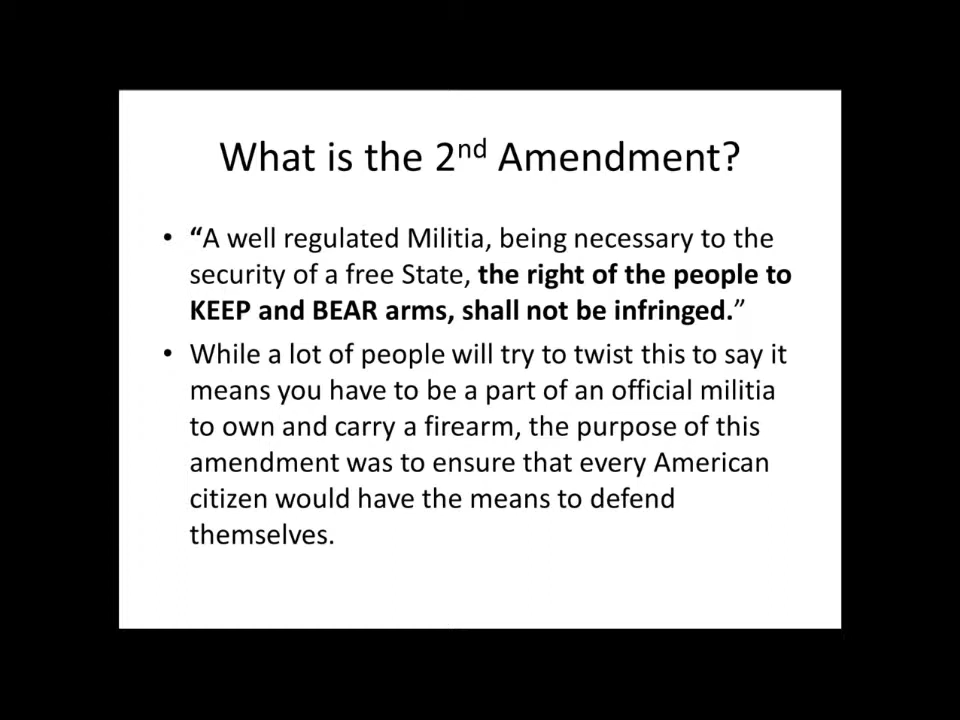 What is the 2nd Amendment?
• “A well regulated Militia, being necessary to the
security of a free State, the right of the people to
KEEP and BEAR arms, shall not be infringed.”
• While a lot of people will try to twist this to say it
means you have to be a part of an official militia
to own and carry a firearm, the purpose of this
amendment was to ensure that every American
citizen would have the means to defend
themselves.